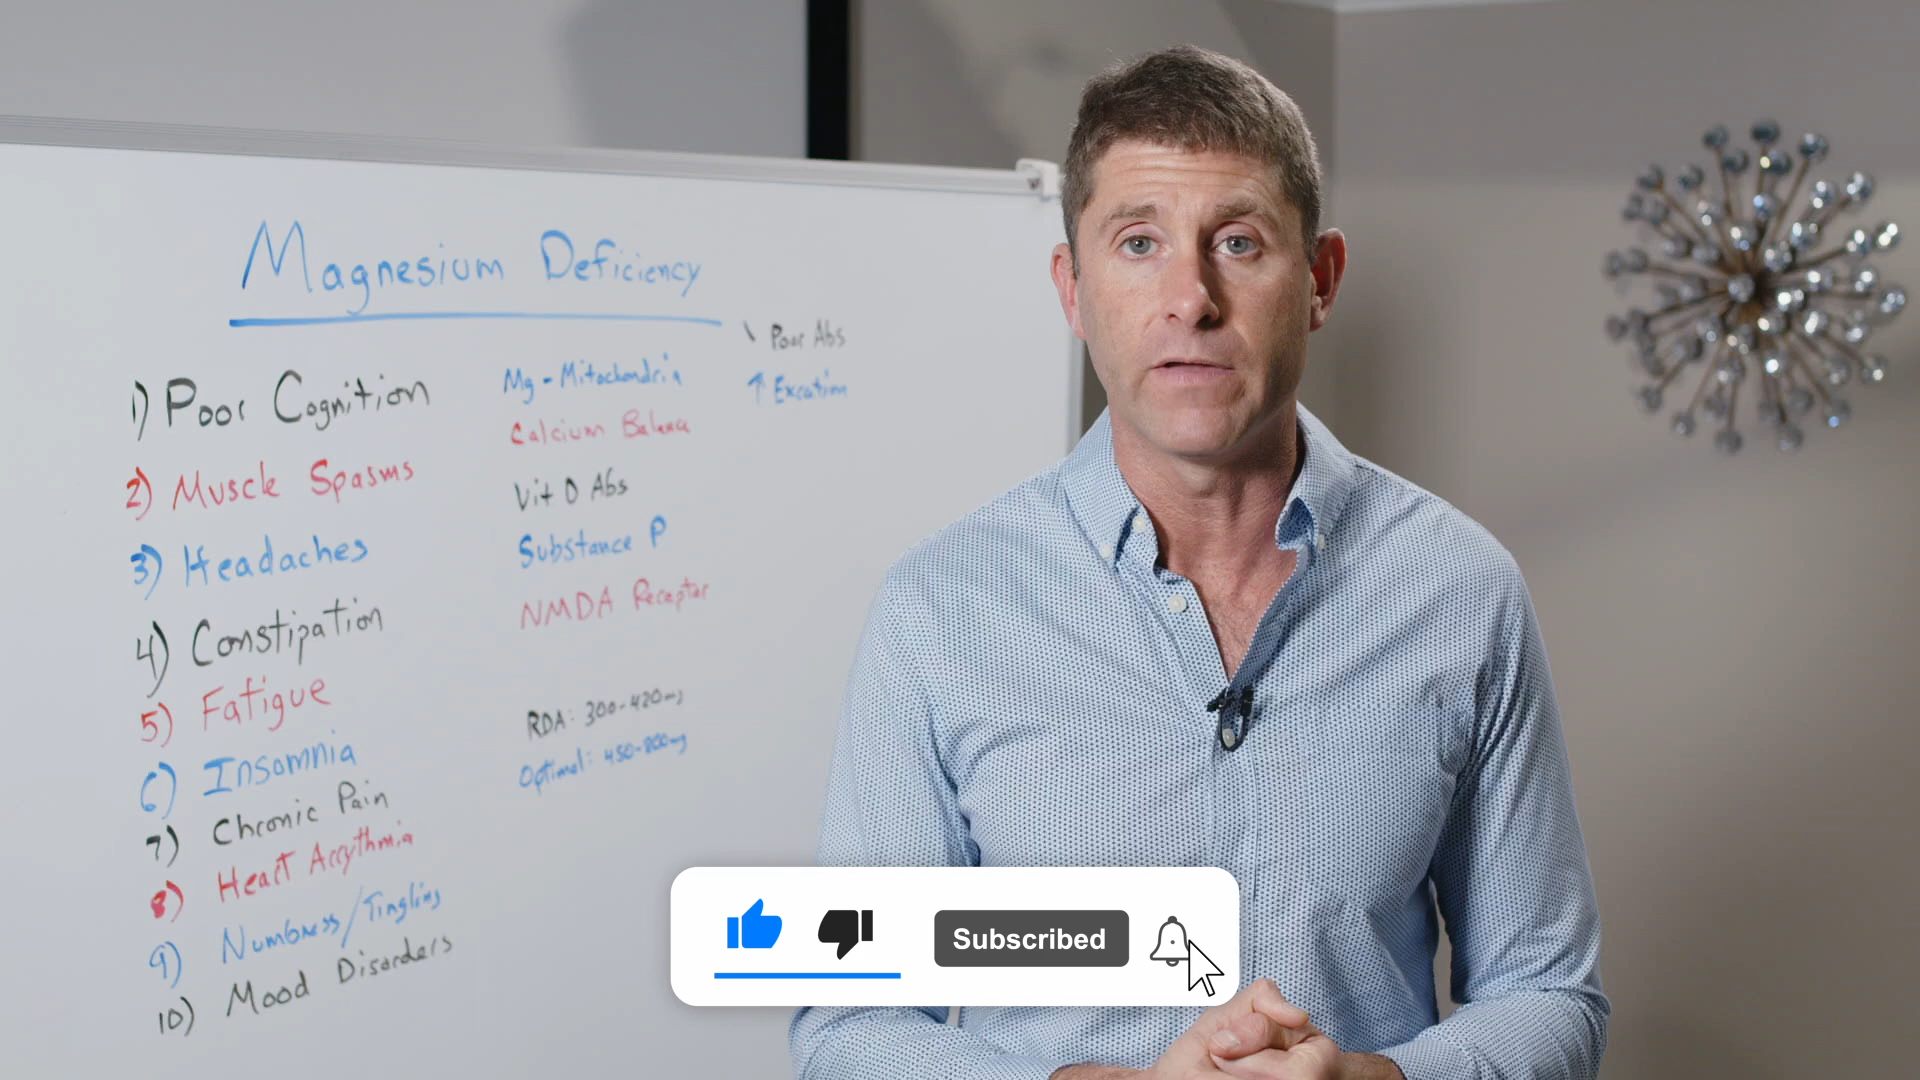 Magnesium Deficiency
1) Poor Cognition
2) Muscle Spasms
3) Headaches
4) Constipation
5) Fatigue
6) Insomnia
7) Chronic Pain
8) Heart Arrythmia
9) Numbness/Tingling
10) Mood Disorders
Mg - Mitochondria
Calcium Balance
Vit D Abs
Substance P
NMDA Receptor
RDA: 300-420mg
Optimal: 450-800mg
\ Poor Abs
↑ Excretion
Subscribed